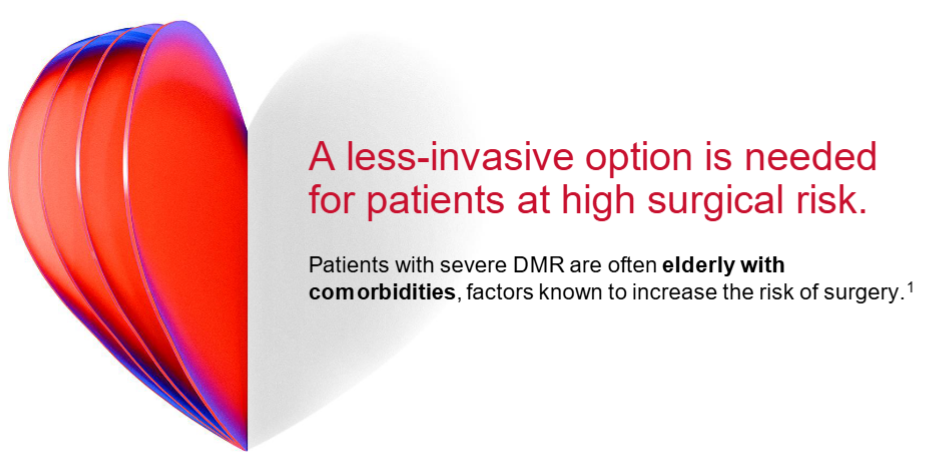 A less-invasive option is needed
for patients at high surgical risk.
Patients with severe DMR are often elderly with
comorbidities, factors known to increase the risk of surgery.¹